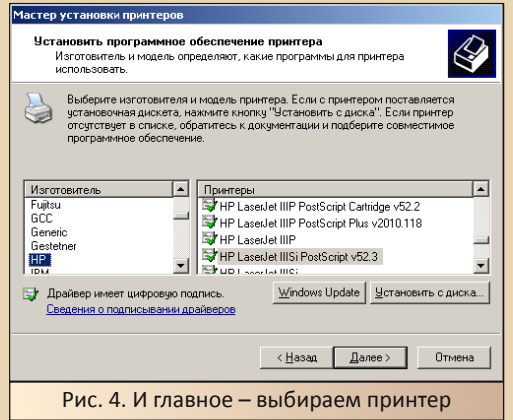 Мастер установки принтеров
Установить программное обеспечение принтера
Изготовитель и модель определяют, какие программы для принтера
использовать.
Выберите изготовителя и модель принтера. Если с принтером поставляется
установочная дискета, нажмите кнопку "Установить с диска". Если принтер
отсутствует в списке, обратитесь к документации и подберите совместимое
программное обеспечение.
Изготовитель
Fujitsu
GCC
Generic
Gestetner
HP
IBM
Принтеры
HP LaserJet IIIP PostScript Cartridge v52.2
HP LaserJet IIIP PostScript Plus v2010.118
HP LaserJet IIIP
HP LaserJet IIISi PostScript v52.3
HP LaserJet IIISi
Драйвер имеет цифровую подпись.
Сведения о подписывании драйверов
Windows Update
Установить с диска...
< Назад
Далее >
Отмена
Рис. 4. И главное – выбираем принтер